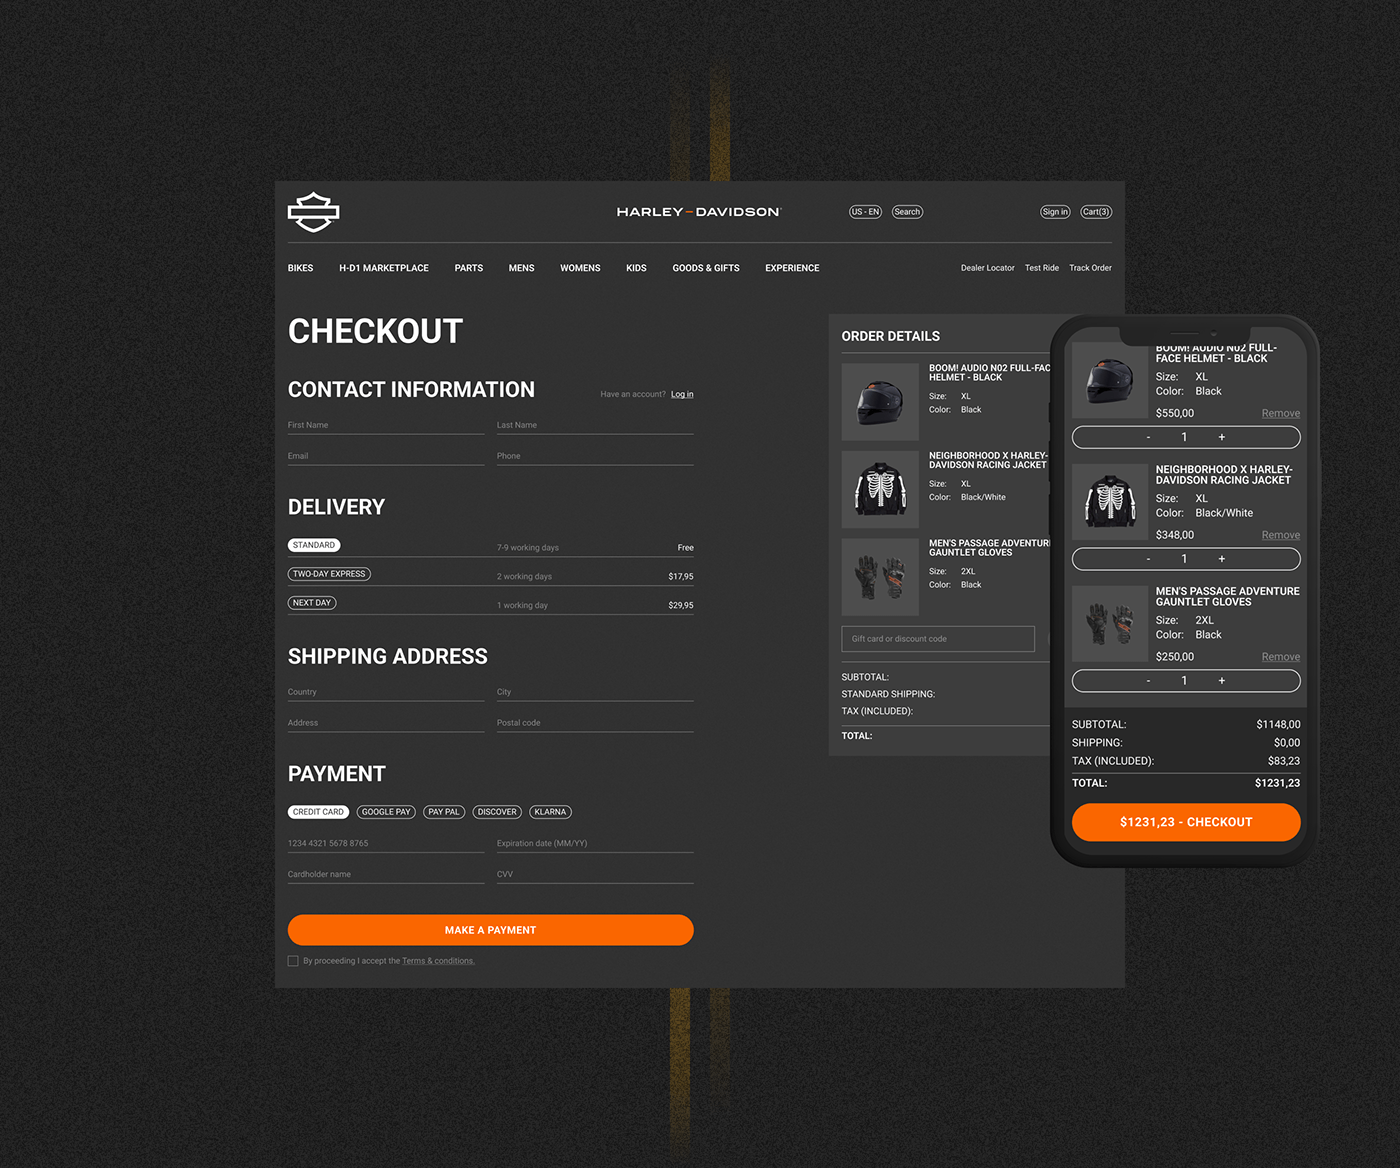 HARLEY-DAVIDSON
US - EN
Search
Sign in
Cart(3)
BIKES
H-D1 MARKETPLACE
PARTS
MENS
WOMENS
KIDS
GOODS & GIFTS
EXPERIENCE
Dealer Locator
Test Ride
Track Order
CHECKOUT
CONTACT INFORMATION
Have an account? Log in
First Name
Last Name
Email
Phone
DELIVERY
STANDARD
7-9 working days
Free
TWO-DAY EXPRESS
2 working days
$17,95
NEXT DAY
1 working day
$29,95
SHIPPING ADDRESS
Country
City
Address
Postal code
PAYMENT
CREDIT CARD
GOOGLE PAY
PAY PAL
DISCOVER
KLARNA
1234 4321 5678 8765
Expiration date (MM/YY)
Cardholder name
CVV
MAKE A PAYMENT
By proceeding I accept the Terms & conditions.
ORDER DETAILS
BOOM! AUDIO N02 FULL-FAC
HELMET - BLACK
Size: XL
Color: Black
NEIGHBORHOOD X HARLEY-
DAVIDSON RACING JACKET
Size: XL
Color: Black/White
MEN'S PASSAGE ADVENTUR
GAUNTLET GLOVES
Size: 2XL
Color: Black
Gift card or discount code
SUBTOTAL:
STANDARD SHIPPING:
TAX (INCLUDED):
TOTAL:
BOOM! AUDIO N02 FULL-
FACE HELMET - BLACK
Size: XL
Color: Black
$550,00
Remove
- 1 +
NEIGHBORHOOD X HARLEY-
DAVIDSON RACING JACKET
Size: XL
Color: Black/White
$348,00
Remove
- 1 +
MEN'S PASSAGE ADVENTURE
GAUNTLET GLOVES
Size: 2XL
Color: Black
$250,00
Remove
- 1 +
SUBTOTAL: $1148,00
SHIPPING: $0,00
TAX (INCLUDED): $83,23
TOTAL: $1231,23
$1231,23 - CHECKOUT